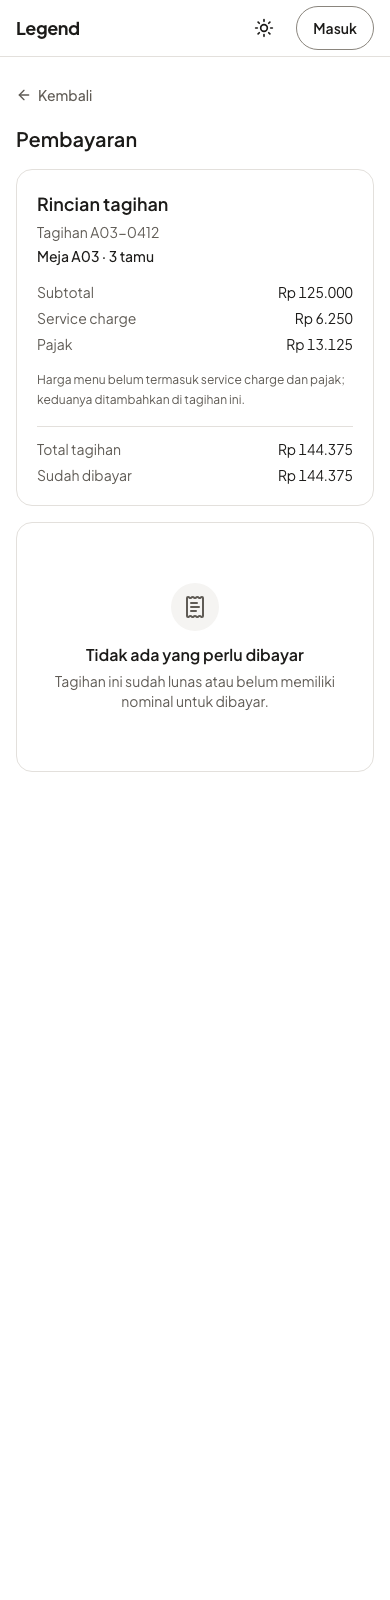 Legend
Masuk
Kembali
Pembayaran
Rincian tagihan
Tagihan A03-0412
Meja A03 · 3 tamu
Subtotal Rp 125.000
Service charge Rp 6.250
Pajak Rp 13.125
Harga menu belum termasuk service charge dan pajak;
keduanya ditambahkan di tagihan ini.
Total tagihan Rp 144.375
Sudah dibayar Rp 144.375
Tidak ada yang perlu dibayar
Tagihan ini sudah lunas atau belum memiliki
nominal untuk dibayar.